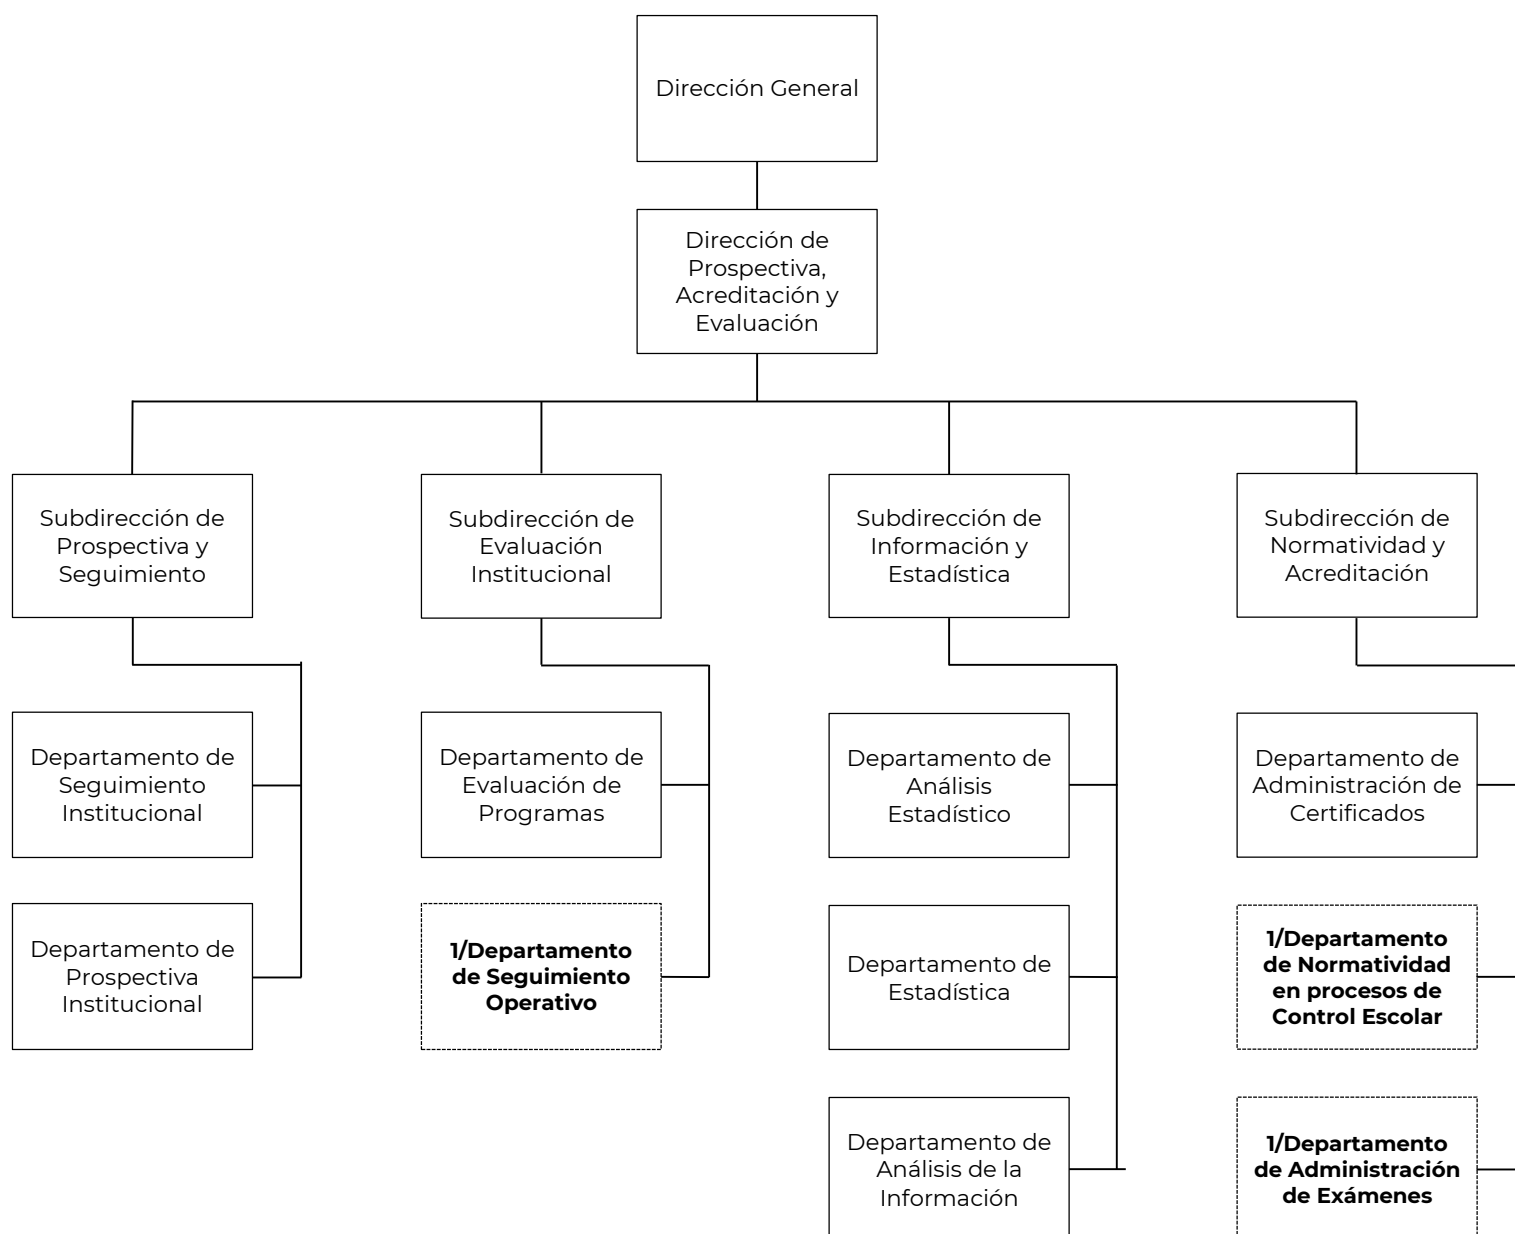 Dirección General
Dirección de
Prospectiva,
Acreditación y
Evaluación
Subdirección de
Prospectiva y
Seguimiento
Subdirección de
Evaluación
Institucional
Subdirección de
Información y
Estadística
Subdirección de
Normatividad y
Acreditación
Departamento de
Seguimiento
Institucional
Departamento de
Evaluación de
Programas
Departamento de
Análisis
Estadístico
Departamento de
Administración de
Certificados
Departamento de
Prospectiva
Institucional
1/Departamento
de Seguimiento
Operativo
Departamento de
Estadística
1/Departamento
de Normatividad
en procesos de
Control Escolar
Departamento de
Análisis de la
Información
1/Departamento
de Administración
de Exámenes